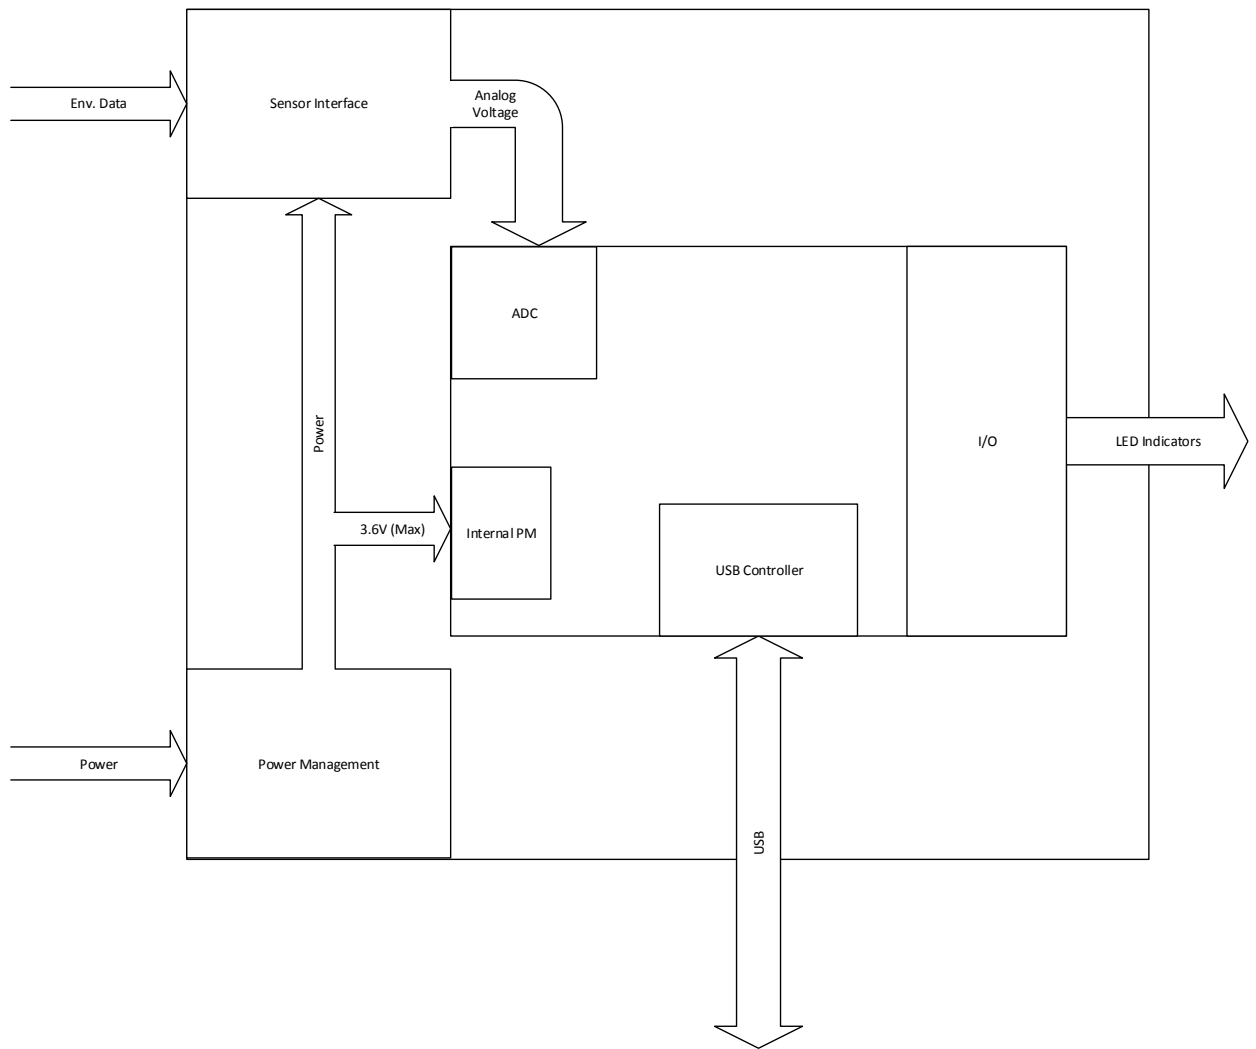 Env. Data
Sensor Interface
Analog
Voltage
ADC
Power
I/O
LED Indicators
3.6V (Max)
Internal PM
USB Controller
Power
Power Management
USB